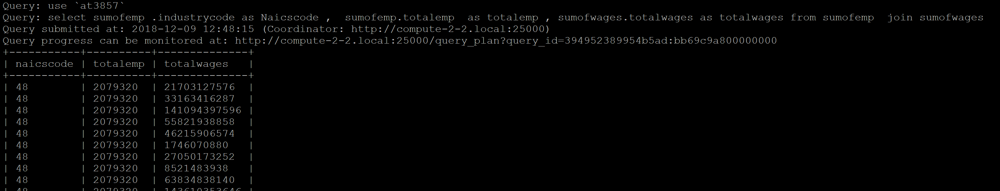 Query: use `at3857`
Query: select sumofemp .industrycode as Naicscode ,  sumofemp.totalemp  as totalemp , sumofwages.totalwages as totalwages from sumofemp  join sumofwages
Query submitted at: 2018-12-09 12:48:15 (Coordinator: http://compute-2-2.local:25000)
Query progress can be monitored at: http://compute-2-2.local:25000/query_plan?query_id=394952389954b5ad:bb69c9a800000000
+-----------+----------+--------------+
| naicscode | totalemp | totalwages   |
+-----------+----------+--------------+
| 48        | 2079320  | 21703127576  |
| 48        | 2079320  | 33163416287  |
| 48        | 2079320  | 141094397596 |
| 48        | 2079320  | 55821938858  |
| 48        | 2079320  | 46215906574  |
| 48        | 2079320  | 1746070880   |
| 48        | 2079320  | 27050173252  |
| 48        | 2079320  | 8521483938   |
| 48        | 2079320  | 63834838140  |
| 48        | 2079320  | 143610353646 |